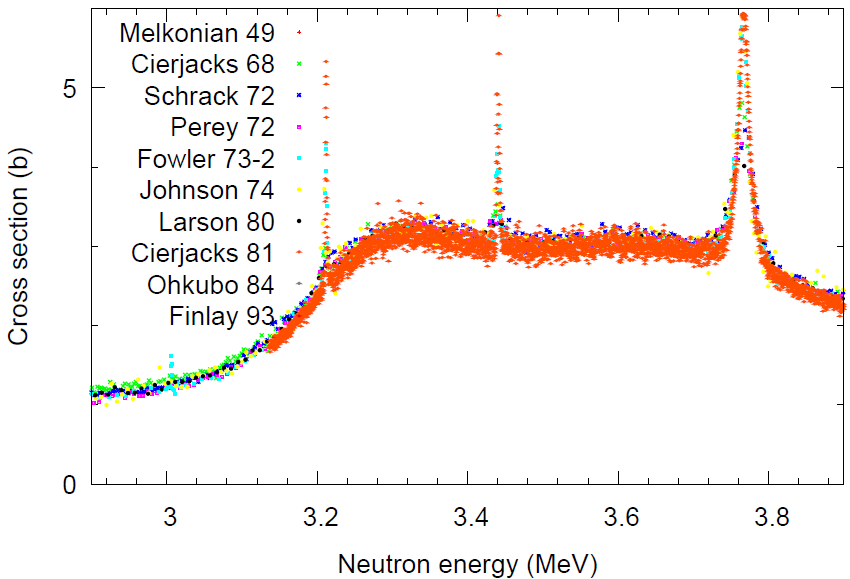 Melkonian 49
Cierjacks 68
Schrack 72
Perey 72
Fowler 73-2
Johnson 74
Larson 80
Cierjacks 81
Ohkubo 84
Finlay 93
5
0
Cross section (b)
3 3.2 3.4 3.6 3.8
Neutron energy (MeV)